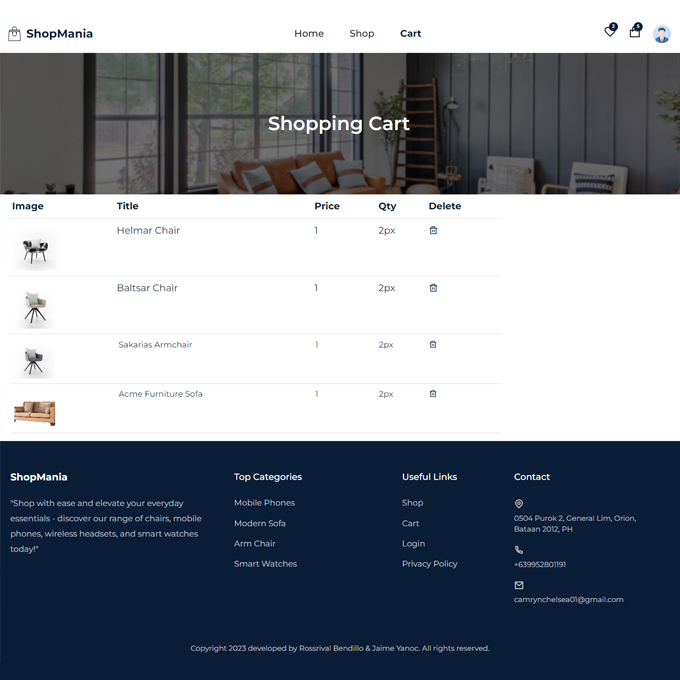 ShopMania
Home Shop Cart
2 5
Shopping Cart
Image Title Price Qty Delete
Helmar Chair 1 2px
Baltsar Chair 1 2px
Sakarias Armchair 1 2px
Acme Furniture Sofa 1 2px
ShopMania
"Shop with ease and elevate your everyday
essentials - discover our range of chairs, mobile
phones, wireless headsets, and smart watches
today!"
Top Categories
Mobile Phones
Modern Sofa
Arm Chair
Smart Watches
Useful Links
Shop
Cart
Login
Privacy Policy
Contact
0504 Purok 2, General Lim, Orion,
Bataan 2012, PH
+639952801191
camrynchelsea01@gmail.com
Copyright 2023 developed by Rossrival Bendillo & Jaime Yanoc. All rights reserved.